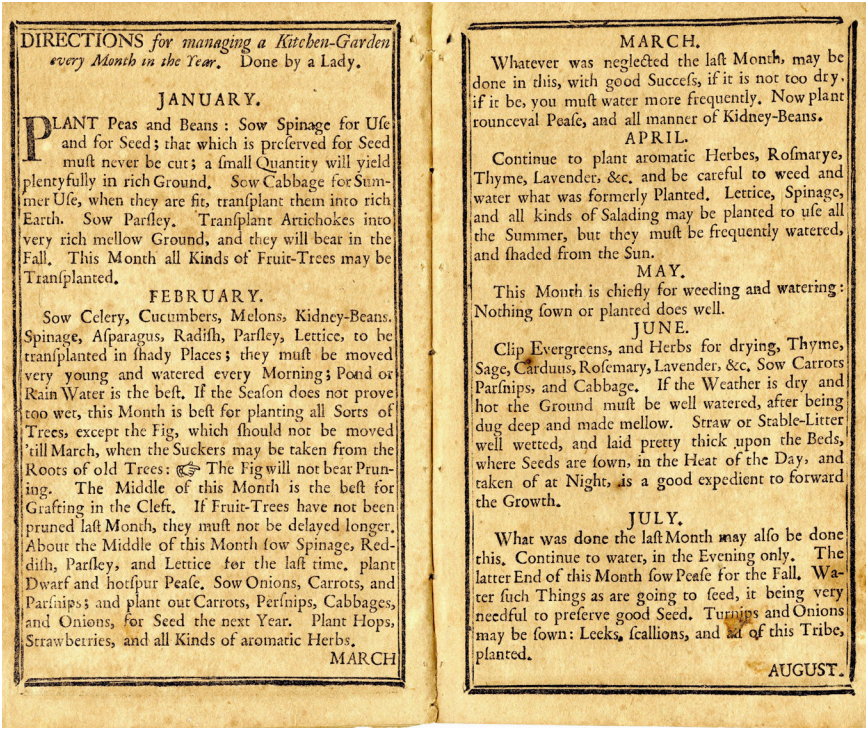 DIRECTIONS for managing a Kitchen-Garden
every Month in the Year. Done by a Lady.
JANUARY.
PLANT Peas and Beans: Sow Spinage for Uſe
and for Seed; that which is preſerved for Seed
muſt never be cut; a ſmall Quantity will yield
plentyfully in rich Ground. Sow Cabbage for Sum-
mer Uſe, when they are fit, tranſplant them into rich
Earth. Sow Parſley. Tranſplant Artichokes into
very rich mellow Ground, and they will bear in the
Fall. This Month all Kinds of Fruit-Trees may be
Tranſplanted.
FEBRUARY.
Sow Celery, Cucumbers, Melons, Kidney-Beans.
Spinage, Aſparagus, Radiſh, Parſley, Lettice, to be
tranſplanted in ſhady Places; they muſt be moved
very young and watered every Morning; Pond or
Rain Water is the beſt. If the Seaſon does not prove
too wet, this Month is beſt for planting all Sorts of
Trees, except the Fig, which ſhould not be moved
'till March, when the Suckers may be taken from the
Roots of old Trees: ☞ The Fig will not bear Prun-
ing. The Middle of this Month is the beſt for
Grafting in the Cleft. If Fruit-Trees have not been
pruned laſt Month, they muſt not be delayed longer.
About the Middle of this Month ſow Spinage, Red-
diſh, Parſley, and Lettice for the laſt time. plant
Dwarf and hotſpur Peaſe. Sow Onions, Carrots, and
Parſnips; and plant out Carrots, Perſnips, Cabbages,
and Onions, for Seed the next Year. Plant Hops,
Strawberries, and all Kinds of aromatic Herbs.
MARCH
MARCH.
Whatever was neglected the laſt Month, may be
done in this, with good Succeſs, if it is not too dry,
if it be, you muſt water more frequently. Now plant
rounceval Peaſe, and all manner of Kidney-Beans.
APRIL.
Continue to plant aromatic Herbes, Roſmarye,
Thyme, Lavender, &c. and be careful to weed and
water what was formerly Planted. Lettice, Spinage,
and all kinds of Salading may be planted to uſe all
the Summer, but they muſt be frequently watered,
and ſhaded from the Sun.
MAY.
This Month is chiefly for weeding and watering:
Nothing ſown or planted does well.
JUNE.
Clip Evergreens, and Herbs for drying, Thyme,
Sage, Carduus, Roſemary, Lavender, &c. Sow Carrots
Parſnips, and Cabbage. If the Weather is dry and
hot the Ground muſt be well watered, after being
dug deep and made mellow. Straw or Stable-Litter
well wetted, and laid pretty thick upon the Beds,
where Seeds are ſown, in the Heat of the Day, and
taken of at Night, is a good expedient to forward
the Growth.
JULY.
What was done the laſt Month may alſo be done
this. Continue to water, in the Evening only. The
latter End of this Month ſow Peaſe for the Fall. Wa-
ter ſuch Things as are going to ſeed, it being very
needful to preſerve good Seed. Turnips and Onions
may be ſown: Leeks, ſcallions, and all of this Tribe,
planted.
AUGUST.